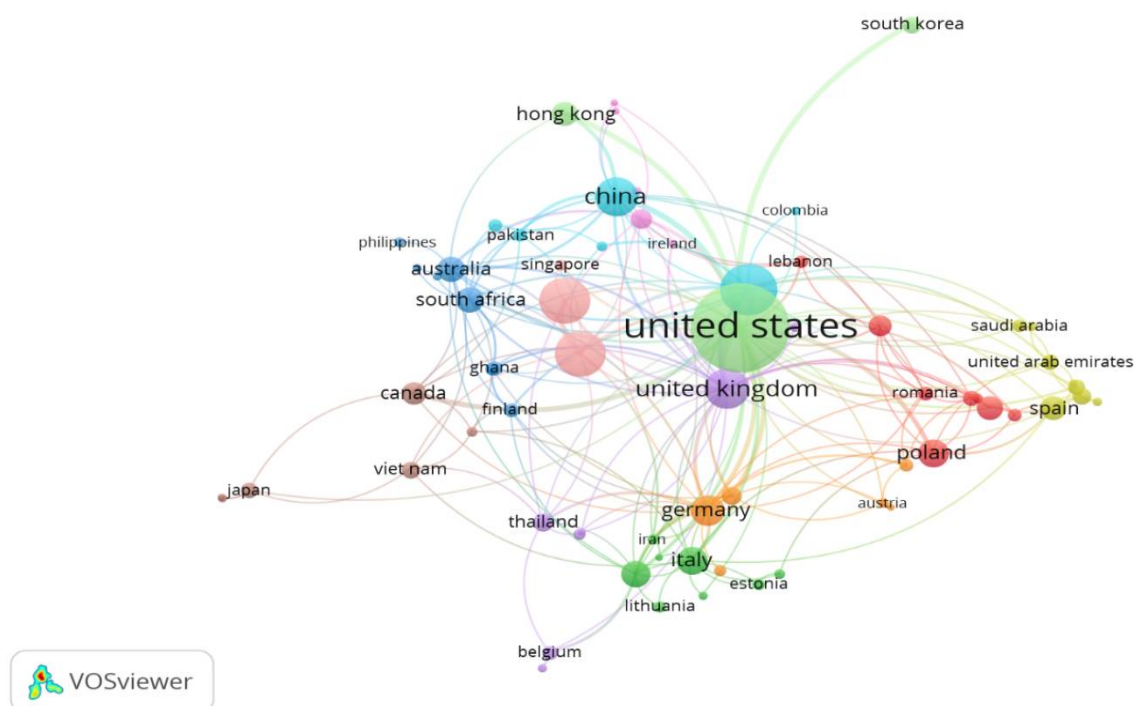 south korea
hong kong
china
colombia
philippines
pakistan
ireland
australia
singapore
lebanon
south africa
united states
saudi arabia
ghana
united arab emirates
canada
united kingdom
romania
finland
spain
poland
viet nam
japan
thailand
germany
austria
iran
italy
estonia
lithuania
belgium
VOSviewer